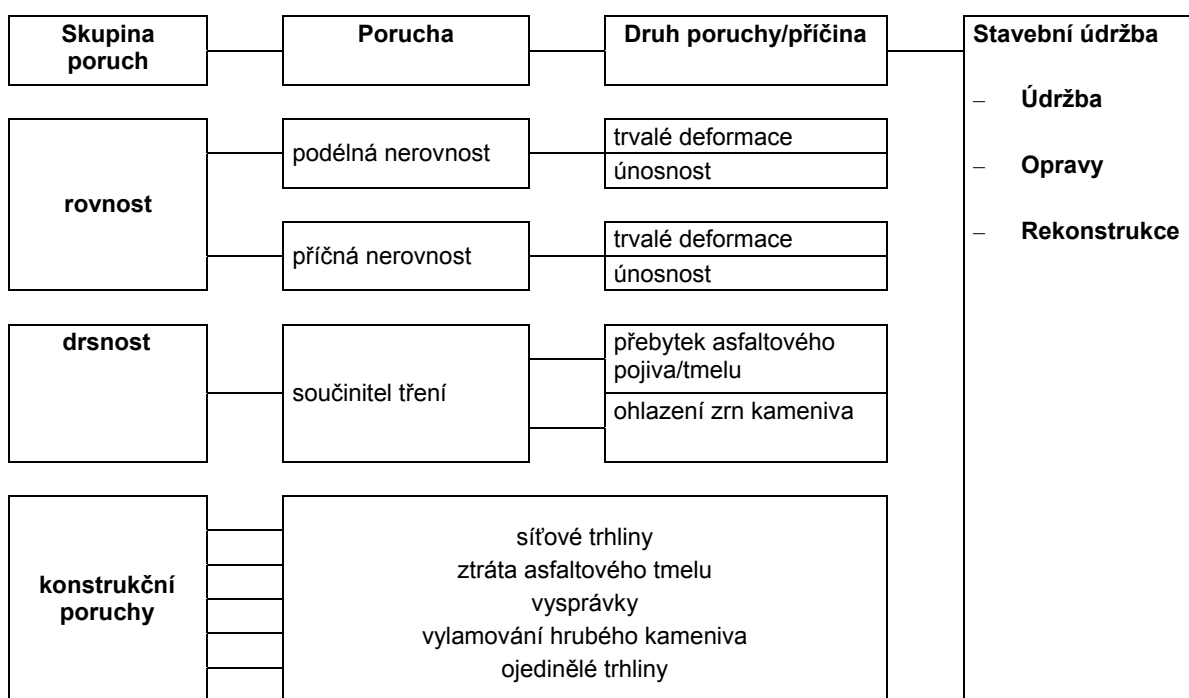 Skupina
poruch
Porucha
Druh poruchy/příčina
Stavební údržba
– Údržba
– Opravy
– Rekonstrukce
rovnost
podélná nerovnost
trvalé deformace
únosnost
příčná nerovnost
trvalé deformace
únosnost
drsnost
součinitel tření
přebytek asfaltového
pojiva/tmelu
ohlazení zrn kameniva
konstrukční
poruchy
síťové trhliny
ztráta asfaltového tmelu
vysprávky
vylamování hrubého kameniva
ojedinělé trhliny